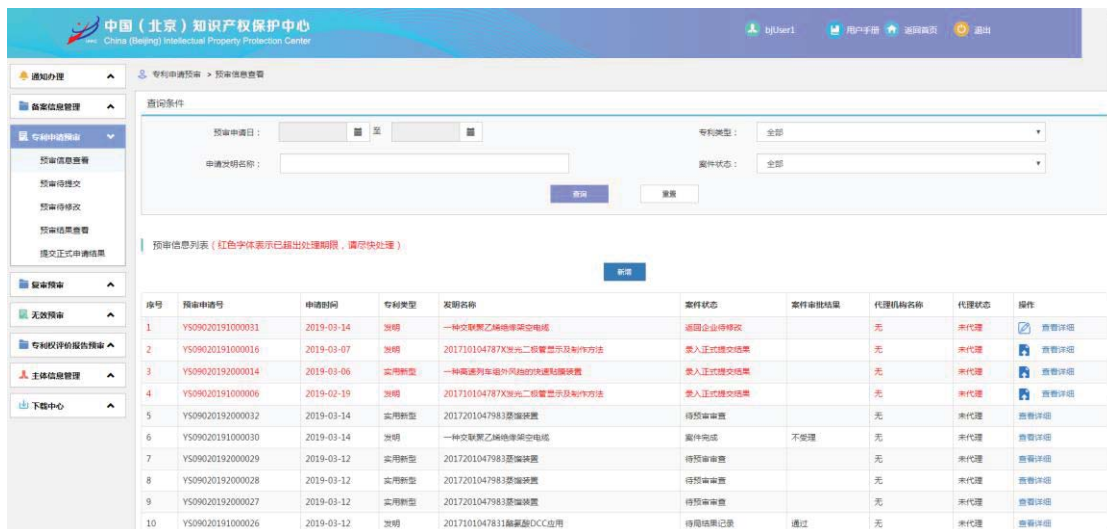 中国（北京）知识产权保护中心
China (Beijing) Intellectual Property Protection Center
bjUser1 用户手册 返回首页 退出
通知办理
备案信息管理
专利申请预审
预审信息查看
预审待提交
预审待修改
预审结果查看
提交正式申请结果
复审预审
无效预审
专利权评价报告预审
主体信息管理
下载中心
专利申请预审 > 预审信息查看
查询条件
预审申请日： 至 专利类型： 全部
申请发明名称： 案件状态： 全部
查询 重置
预审信息列表（红色字体表示已超出处理期限，请尽快处理）
新增
序号 预审申请号 申请时间 专利类型 发明名称 案件状态 案件审批结果 代理机构名称 代理状态 操作
1 YS09020191000031 2019-03-14 发明 一种交联聚乙烯绝缘架空电缆 返回企业待修改 无 未代理 查看详细
2 YS09020191000016 2019-03-07 发明 201710104787X发光二极管显示及制作方法 录入正式提交结果 无 未代理 查看详细
3 YS09020192000014 2019-03-06 实用新型 一种高速列车组外风挡的快速贴膜装置 录入正式提交结果 无 未代理 查看详细
4 YS09020191000006 2019-02-19 发明 201710104787X发光二极管显示及制作方法 录入正式提交结果 无 未代理 查看详细
5 YS09020192000032 2019-03-14 实用新型 2017201047983蒸馏装置 待预审审查 无 未代理 查看详细
6 YS09020191000030 2019-03-14 发明 一种交联聚乙烯绝缘架空电缆 案件完成 不受理 无 未代理 查看详细
7 YS09020192000029 2019-03-12 实用新型 2017201047983蒸馏装置 待预审审查 无 未代理 查看详细
8 YS09020192000028 2019-03-12 实用新型 2017201047983蒸馏装置 待预审审查 无 未代理 查看详细
9 YS09020192000027 2019-03-12 实用新型 2017201047983蒸馏装置 待预审审查 无 未代理 查看详细
10 YS09020191000026 2019-03-12 发明 2017101047831酪氨酸DCC应用 待局结果记录 通过 无 未代理 查看详细